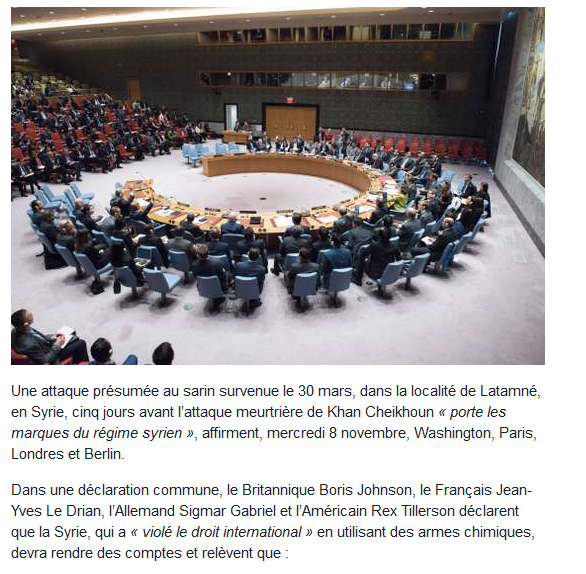 Une attaque présumée au sarin survenue le 30 mars, dans la localité de Latamné,
en Syrie, cinq jours avant l'attaque meurtrière de Khan Cheikhoun « porte les
marques du régime syrien », affirment, mercredi 8 novembre, Washington, Paris,
Londres et Berlin.
Dans une déclaration commune, le Britannique Boris Johnson, le Français Jean-
Yves Le Drian, l'Allemand Sigmar Gabriel et l'Américain Rex Tillerson déclarent
que la Syrie, qui a « violé le droit international » en utilisant des armes chimiques,
devra rendre des comptes et relèvent que :